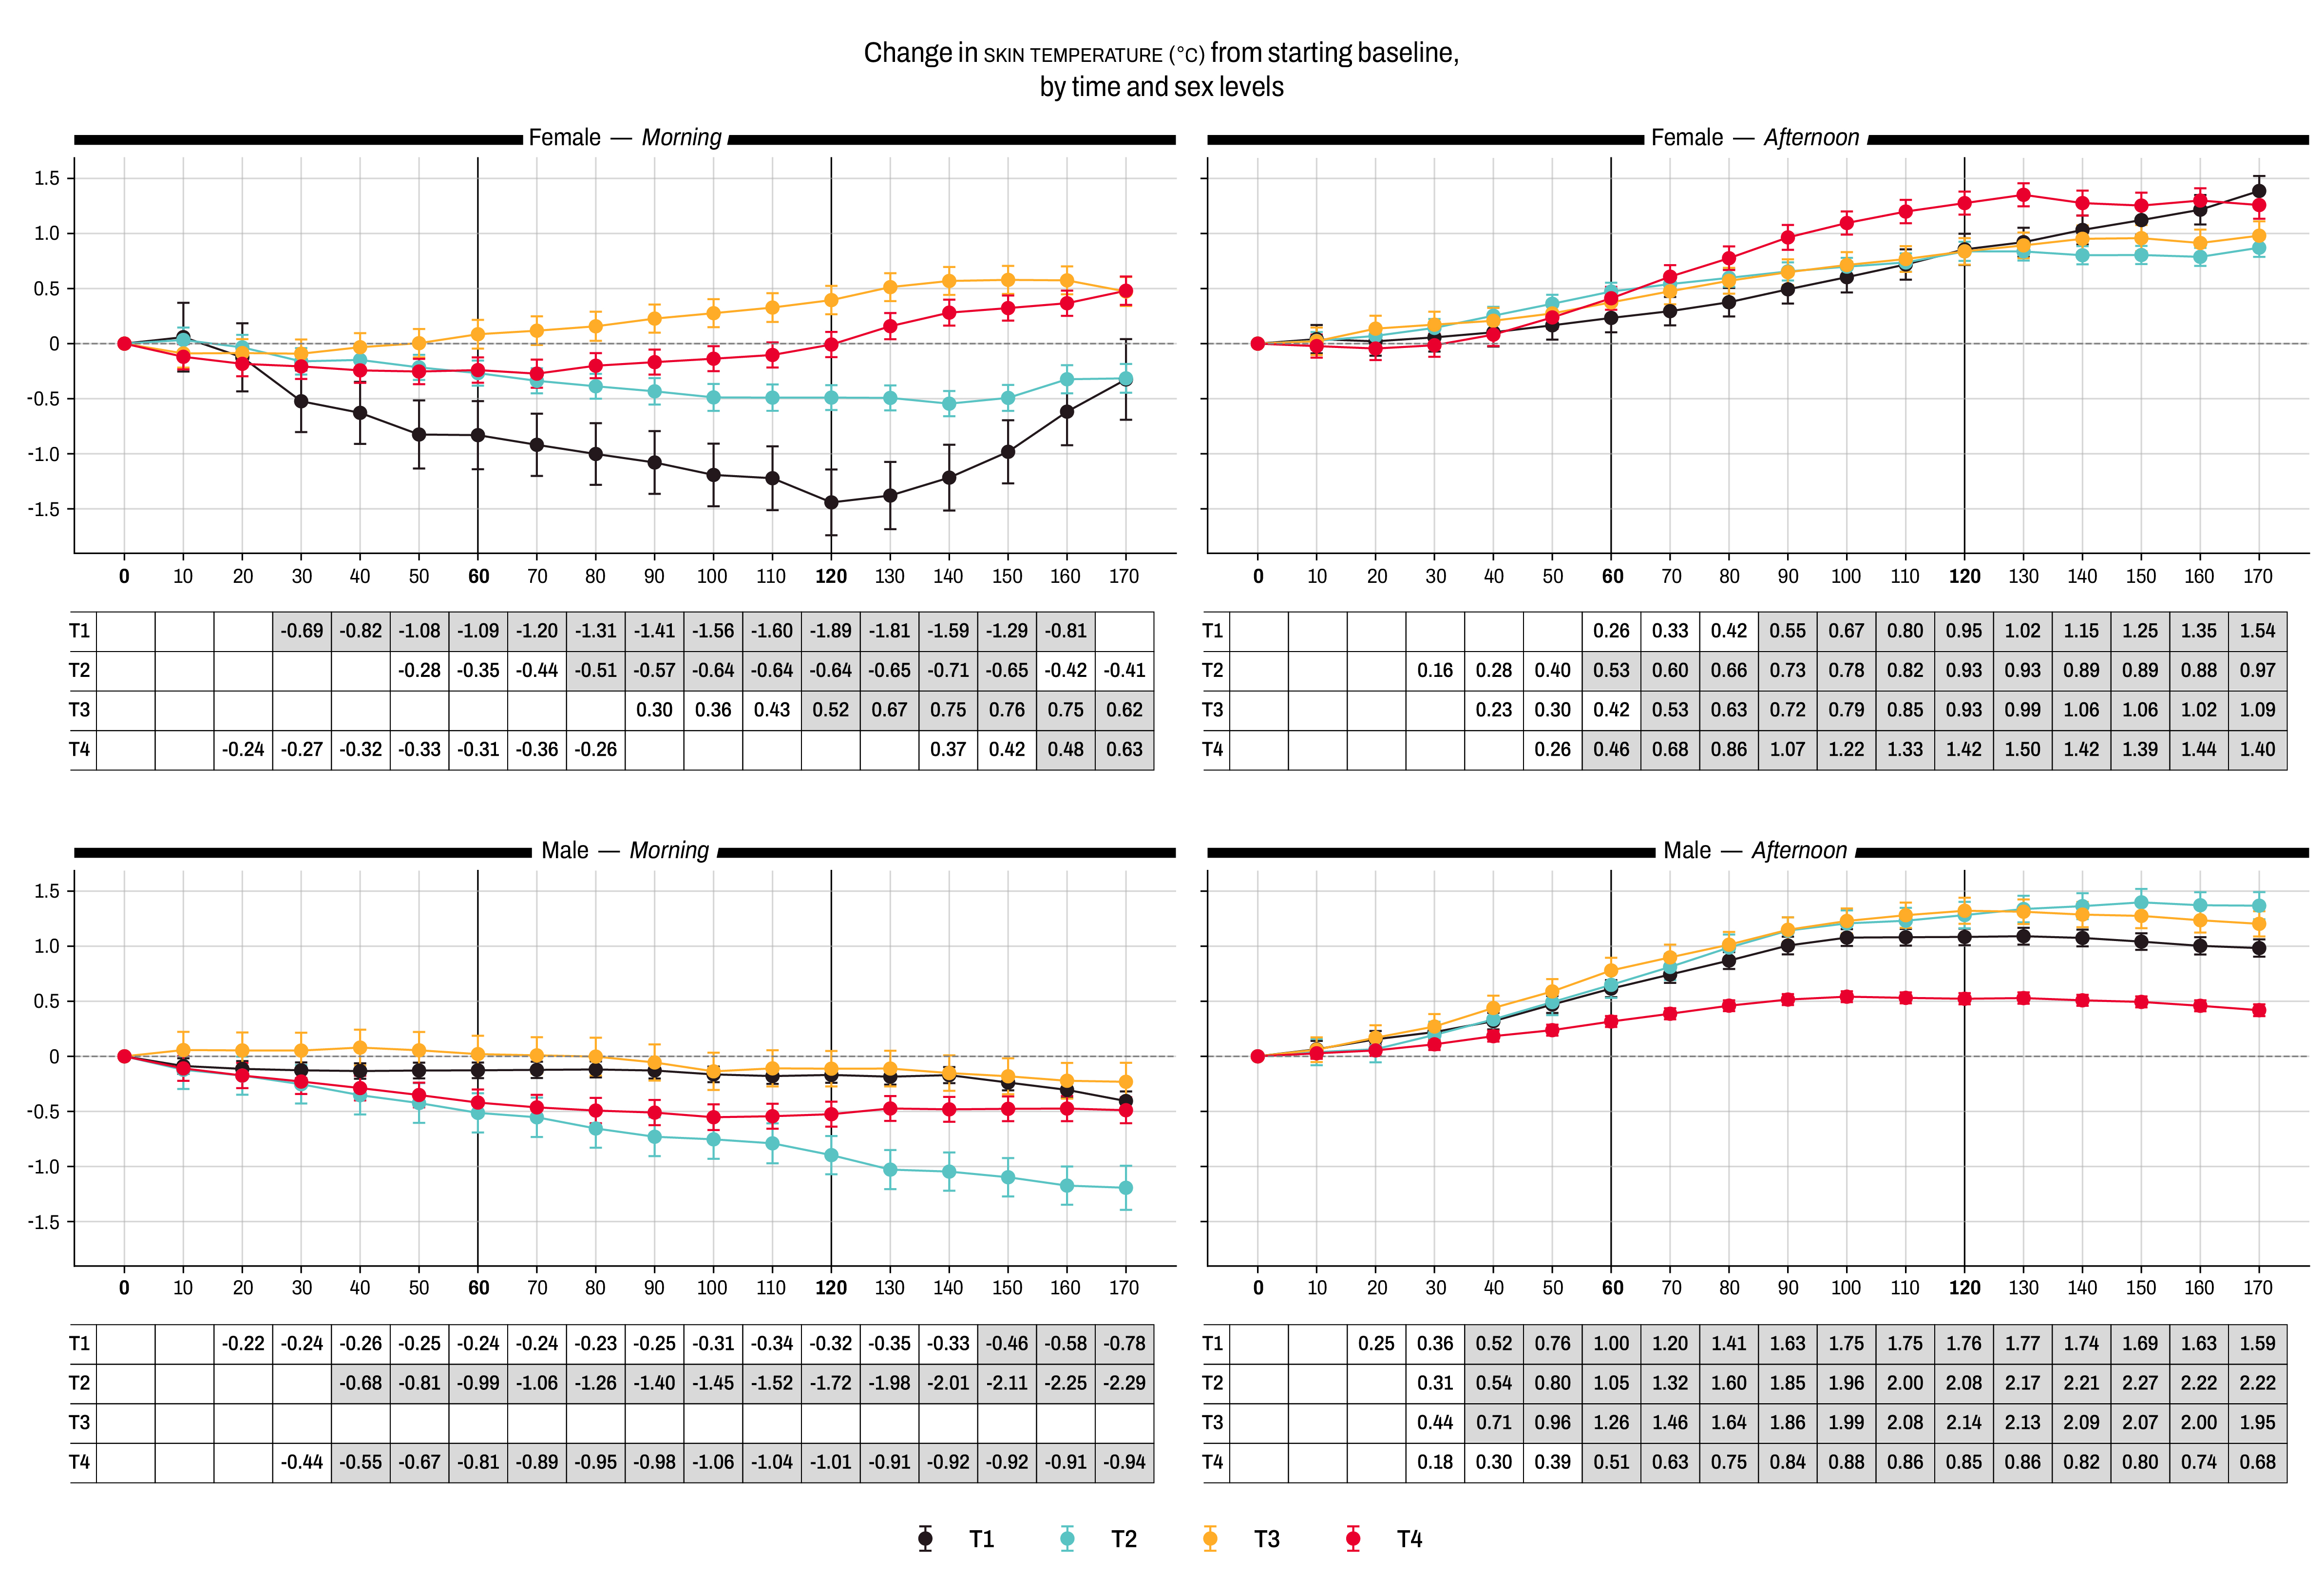 Change in SKIN TEMPERATURE (°C) from starting baseline,
by time and sex levels
Female — Morning
1.5
1.0
0.5
0
-0.5
-1.0
-1.5
0 10 20 30 40 50 60 70 80 90 100 110 120 130 140 150 160 170
T1 -0.69 -0.82 -1.08 -1.09 -1.20 -1.31 -1.41 -1.56 -1.60 -1.89 -1.81 -1.59 -1.29 -0.81
T2 -0.28 -0.35 -0.44 -0.51 -0.57 -0.64 -0.64 -0.64 -0.65 -0.71 -0.65 -0.42 -0.41
T3 0.30 0.36 0.43 0.52 0.67 0.75 0.76 0.75 0.62
T4 -0.24 -0.27 -0.32 -0.33 -0.31 -0.36 -0.26 0.37 0.42 0.48 0.63
Female — Afternoon
0 10 20 30 40 50 60 70 80 90 100 110 120 130 140 150 160 170
T1 0.26 0.33 0.42 0.55 0.67 0.80 0.95 1.02 1.15 1.25 1.35 1.54
T2 0.16 0.28 0.40 0.53 0.60 0.66 0.73 0.78 0.82 0.93 0.93 0.89 0.89 0.88 0.97
T3 0.23 0.30 0.42 0.53 0.63 0.72 0.79 0.85 0.93 0.99 1.06 1.06 1.02 1.09
T4 0.26 0.46 0.68 0.86 1.07 1.22 1.33 1.42 1.50 1.42 1.39 1.44 1.40
Male — Morning
1.5
1.0
0.5
0
-0.5
-1.0
-1.5
0 10 20 30 40 50 60 70 80 90 100 110 120 130 140 150 160 170
T1 -0.22 -0.24 -0.26 -0.25 -0.24 -0.24 -0.23 -0.25 -0.31 -0.34 -0.32 -0.35 -0.33 -0.46 -0.58 -0.78
T2 -0.68 -0.81 -0.99 -1.06 -1.26 -1.40 -1.45 -1.52 -1.72 -1.98 -2.01 -2.11 -2.25 -2.29
T3
T4 -0.44 -0.55 -0.67 -0.81 -0.89 -0.95 -0.98 -1.06 -1.04 -1.01 -0.91 -0.92 -0.92 -0.91 -0.94
Male — Afternoon
0 10 20 30 40 50 60 70 80 90 100 110 120 130 140 150 160 170
T1 0.25 0.36 0.52 0.76 1.00 1.20 1.41 1.63 1.75 1.75 1.76 1.77 1.74 1.69 1.63 1.59
T2 0.31 0.54 0.80 1.05 1.32 1.60 1.85 1.96 2.00 2.08 2.17 2.21 2.27 2.22 2.22
T3 0.44 0.71 0.96 1.26 1.46 1.64 1.86 1.99 2.08 2.14 2.13 2.09 2.07 2.00 1.95
T4 0.18 0.30 0.39 0.51 0.63 0.75 0.84 0.88 0.86 0.85 0.86 0.82 0.80 0.74 0.68
T1 T2 T3 T4